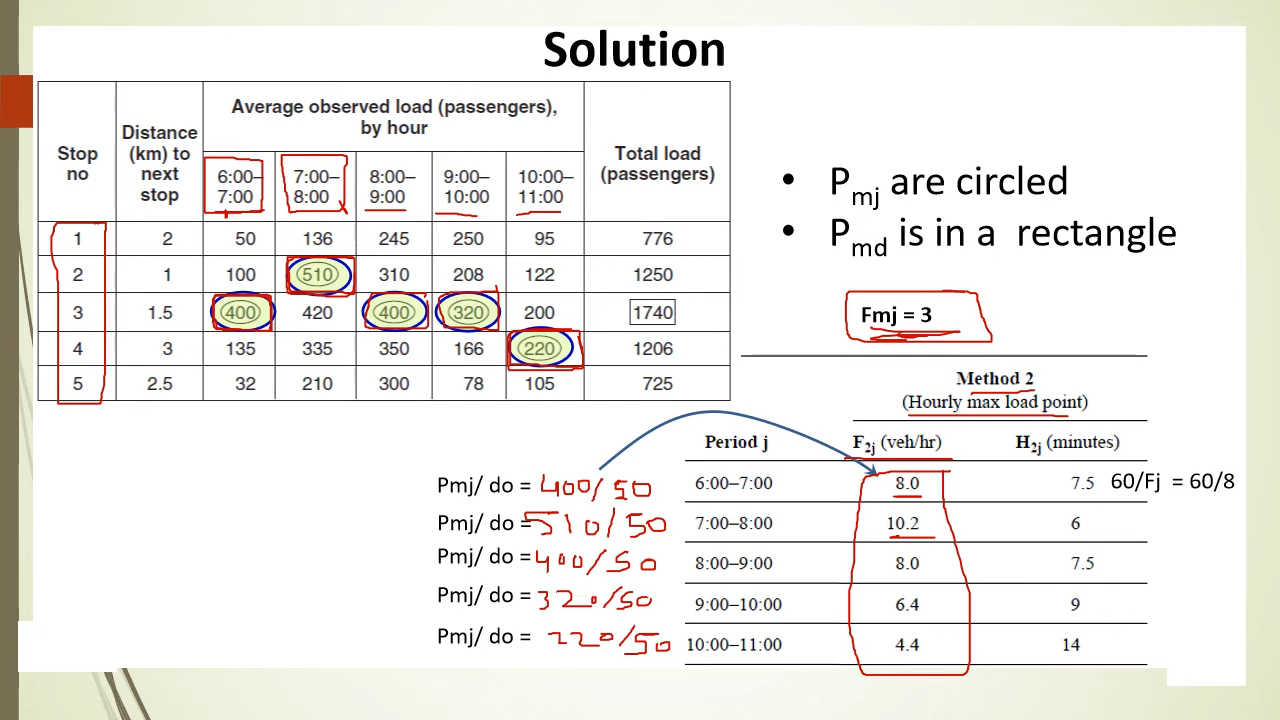 Solution
Stop no
Distance (km) to next stop
Average observed load (passengers), by hour
Total load (passengers)
6:00–7:00 7:00–8:00 8:00–9:00 9:00–10:00 10:00–11:00
1 2 50 136 245 250 95 776
2 1 100 510 310 208 122 1250
3 1.5 400 420 400 320 200 1740
4 3 135 335 350 166 220 1206
5 2.5 32 210 300 78 105 725
• Pmj are circled
• Pmd is in a rectangle
Fmj = 3
Method 2
(Hourly max load point)
Period j F2j (veh/hr) H2j (minutes)
Pmj/ do = 400/50 6:00–7:00 8.0 7.5 60/Fj = 60/8
Pmj/ do = 510/50 7:00–8:00 10.2 6
Pmj/ do = 400/50 8:00–9:00 8.0 7.5
Pmj/ do = 320/50 9:00–10:00 6.4 9
Pmj/ do = 220/50 10:00–11:00 4.4 14